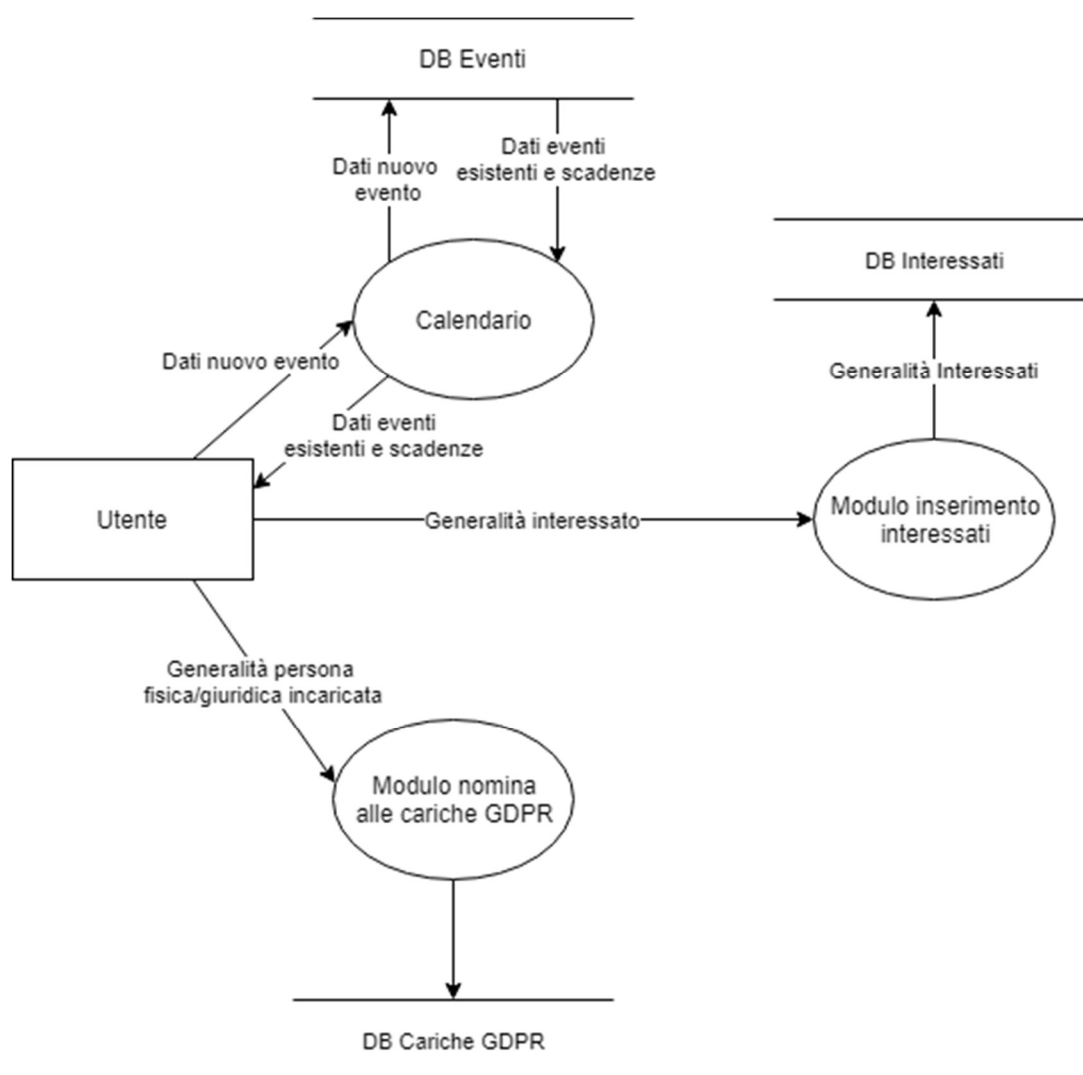 DB Eventi
Dati nuovo
evento
Dati eventi
esistenti e scadenze
DB Interessati
Calendario
Dati nuovo evento
Generalità Interessati
Dati eventi
esistenti e scadenze
Utente
Generalità interessato
Modulo inserimento
interessati
Generalità persona
fisica/giuridica incaricata
Modulo nomina
alle cariche GDPR
DB Cariche GDPR